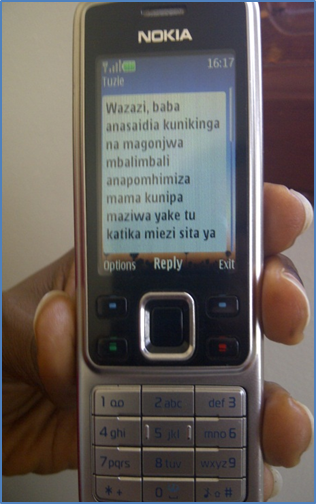 NOKIA
16:17
Tuzie
Wazazi, baba
anasaidia kunikinga
na magonjwa
mbalimbali
anapomhimiza
mama kunipa
maziwa yake tu
katika miezi sita ya
Options Reply Exit
1 2 abc def 3
4 ghi 5 jkl mno 6
7 pqrs 8 tuv wxyz 9
* + 0 #